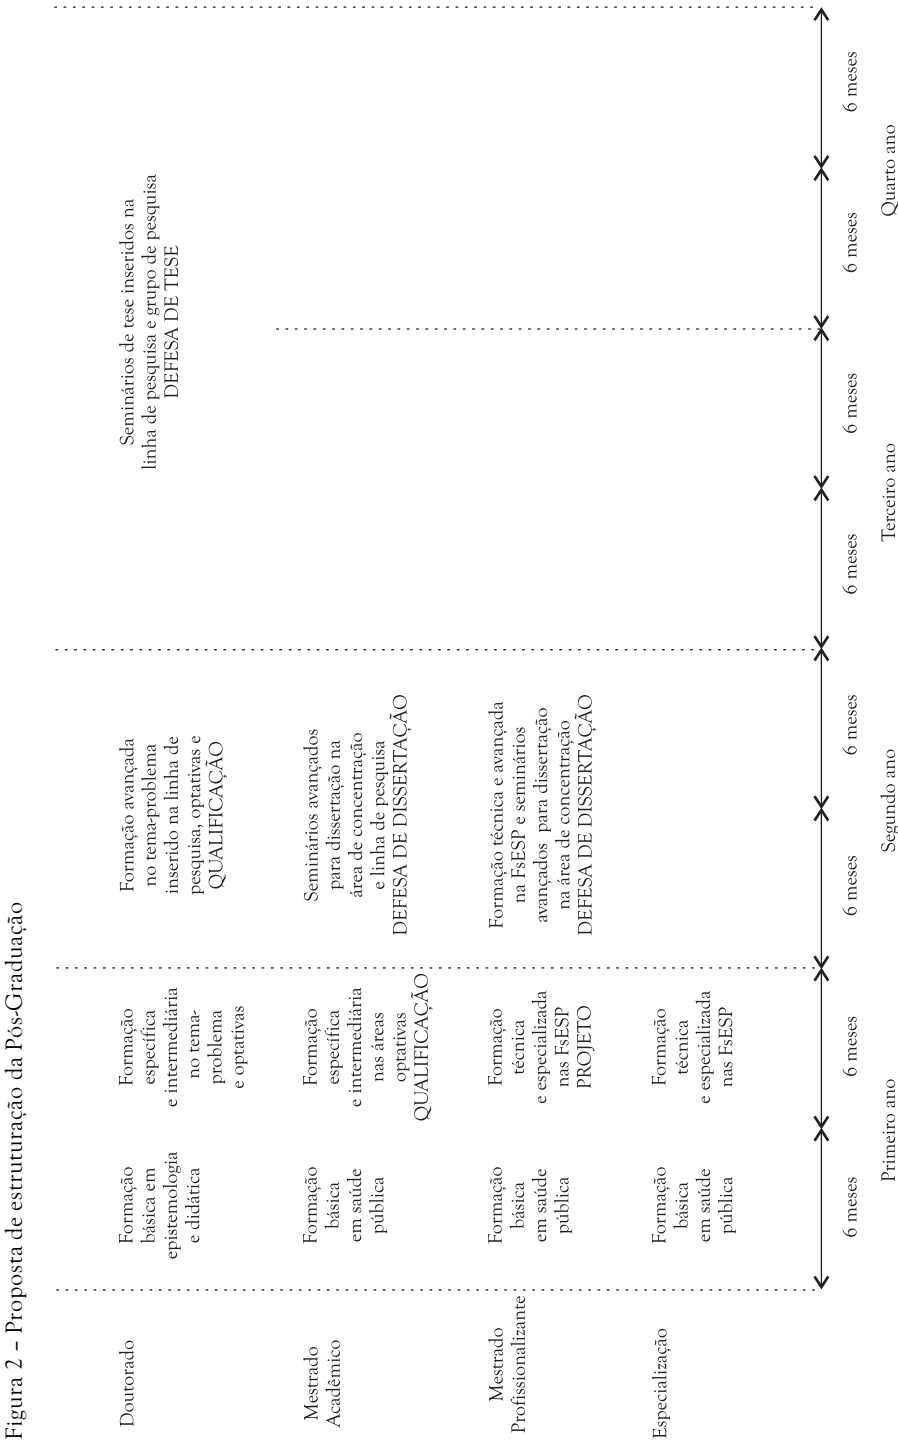 Figura 2 – Proposta de estruturação da Pós-Graduação
Doutorado
Formação
básica em
epistemologia
e didática
Formação
específica
e intermediária
no tema-
problema
e optativas
Formação avançada
no tema-problema
inserido na linha de
pesquisa, optativas e
QUALIFICAÇÃO
Seminários de tese inseridos na
linha de pesquisa e grupo de pesquisa
DEFESA DE TESE
Mestrado
Acadêmico
Formação
básica
em saúde
pública
Formação
específica
e intermediária
nas áreas
optativas
QUALIFICAÇÃO
Seminários avançados
para dissertação na
área de concentração
e linha de pesquisa
DEFESA DE DISSERTAÇÃO
Mestrado
Profissionalizante
Formação
básica
em saúde
pública
Formação
técnica
e especializada
nas FsESP
PROJETO
Formação técnica e avançada
na FsESP e seminários
avançados para dissertação
na área de concentração
DEFESA DE DISSERTAÇÃO
Especialização
Formação
básica
em saúde
pública
Formação
técnica
e especializada
nas FsESP
6 meses
6 meses
6 meses
6 meses
6 meses
6 meses
6 meses
6 meses
Primeiro ano
Segundo ano
Terceiro ano
Quarto ano